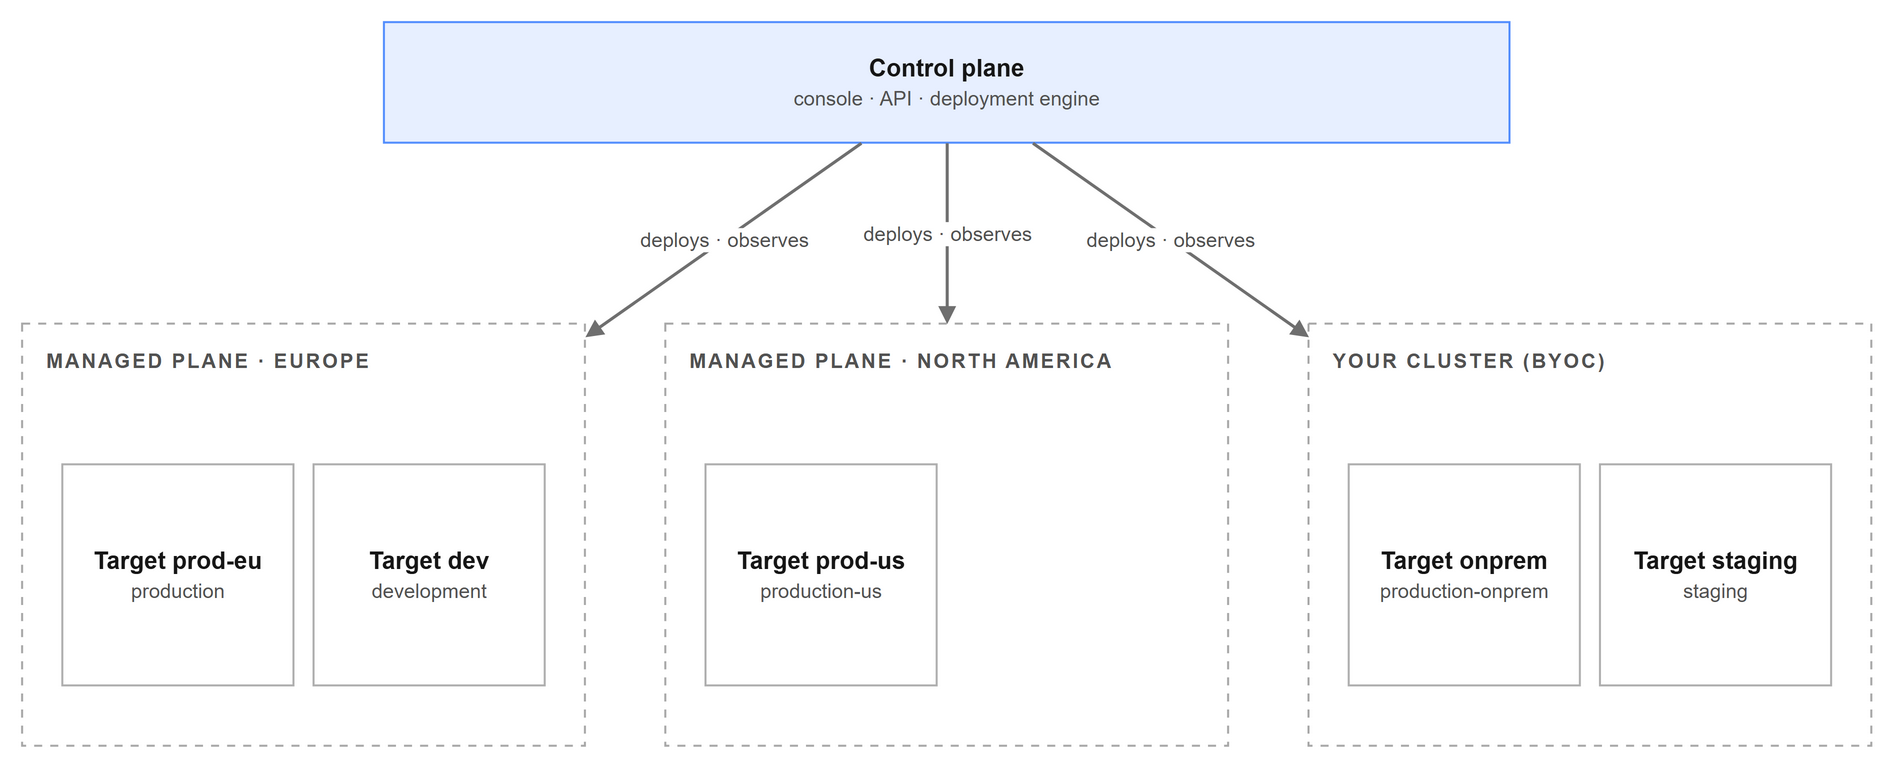 Control plane
console · API · deployment engine
deploys · observes
deploys · observes
deploys · observes
MANAGED PLANE · EUROPE
Target prod-eu
production
Target dev
development
MANAGED PLANE · NORTH AMERICA
Target prod-us
production-us
YOUR CLUSTER (BYOC)
Target onprem
production-onprem
Target staging
staging